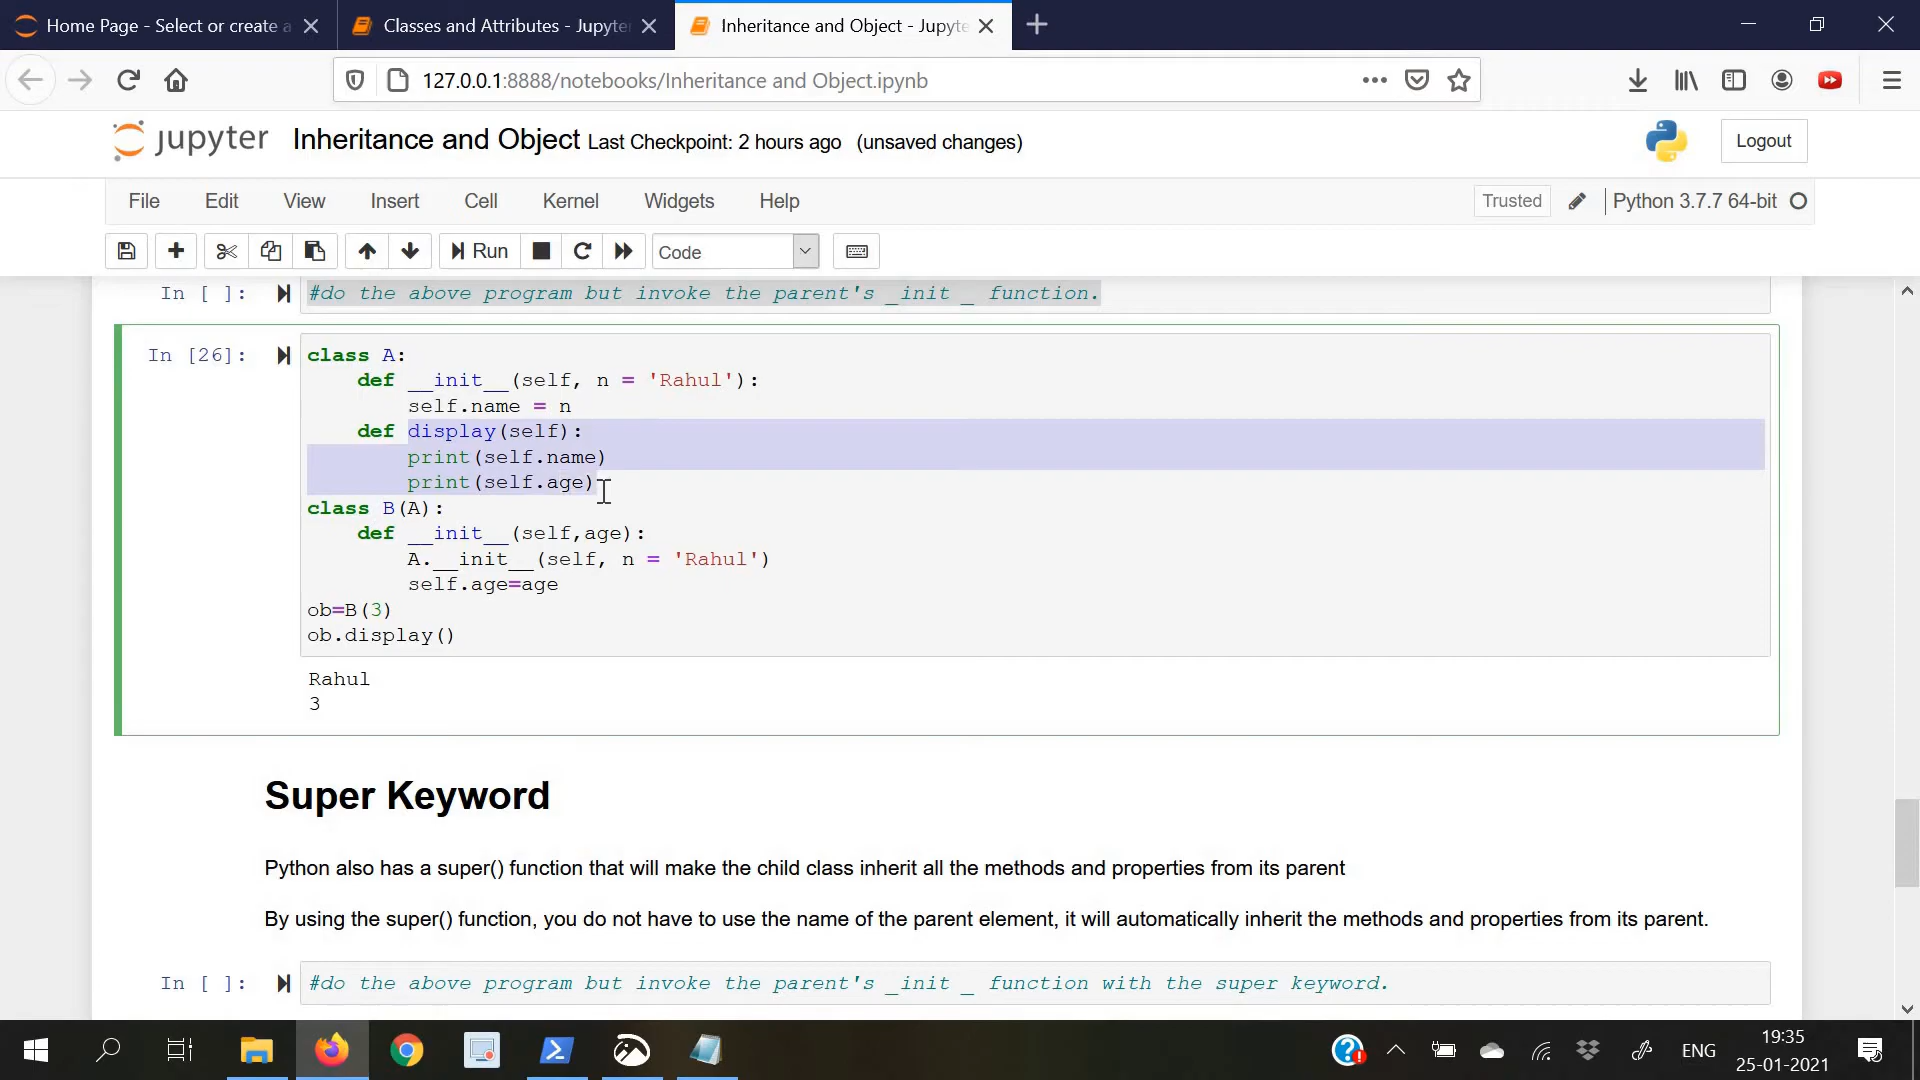 Home Page - Select or create a
Classes and Attributes - Jupyte
Inheritance and Object - Jupyte
127.0.0.1:8888/notebooks/Inheritance and Object.ipynb
jupyter
Inheritance and Object
Last Checkpoint: 2 hours ago (unsaved changes)
Logout
File Edit View Insert Cell Kernel Widgets Help
Trusted
Python 3.7.7 64-bit
Run
Code
In [ ]:
#do the above program but invoke the parent's _init _ function.
In [26]:
class A:
    def __init__(self, n = 'Rahul'):
        self.name = n
    def display(self):
        print(self.name)
        print(self.age)
class B(A):
    def __init__(self,age):
        A.__init__(self, n = 'Rahul')
        self.age=age
ob=B(3)
ob.display()
Rahul
3
Super Keyword
Python also has a super() function that will make the child class inherit all the methods and properties from its parent
By using the super() function, you do not have to use the name of the parent element, it will automatically inherit the methods and properties from its parent.
In [ ]:
#do the above program but invoke the parent's _init _ function with the super keyword.
ENG
19:35
25-01-2021